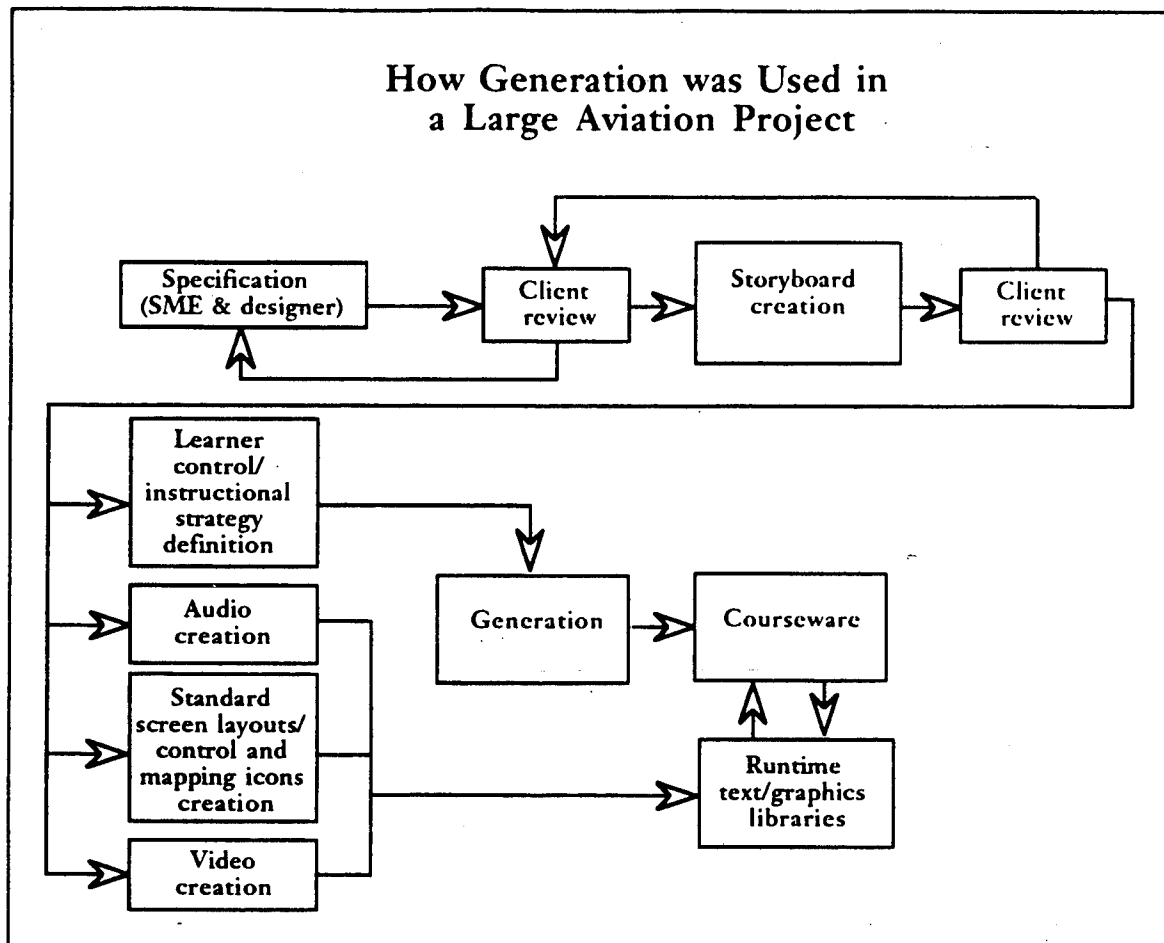 How Generation was Used in
a Large Aviation Project
Specification
(SME & designer)
Client
review
Storyboard
creation
Client
review
Learner
control/
instructional
strategy
definition
Audio
creation
Standard
screen layouts/
control and
mapping icons
creation
Video
creation
Generation
Courseware
Runtime
text/graphics
libraries